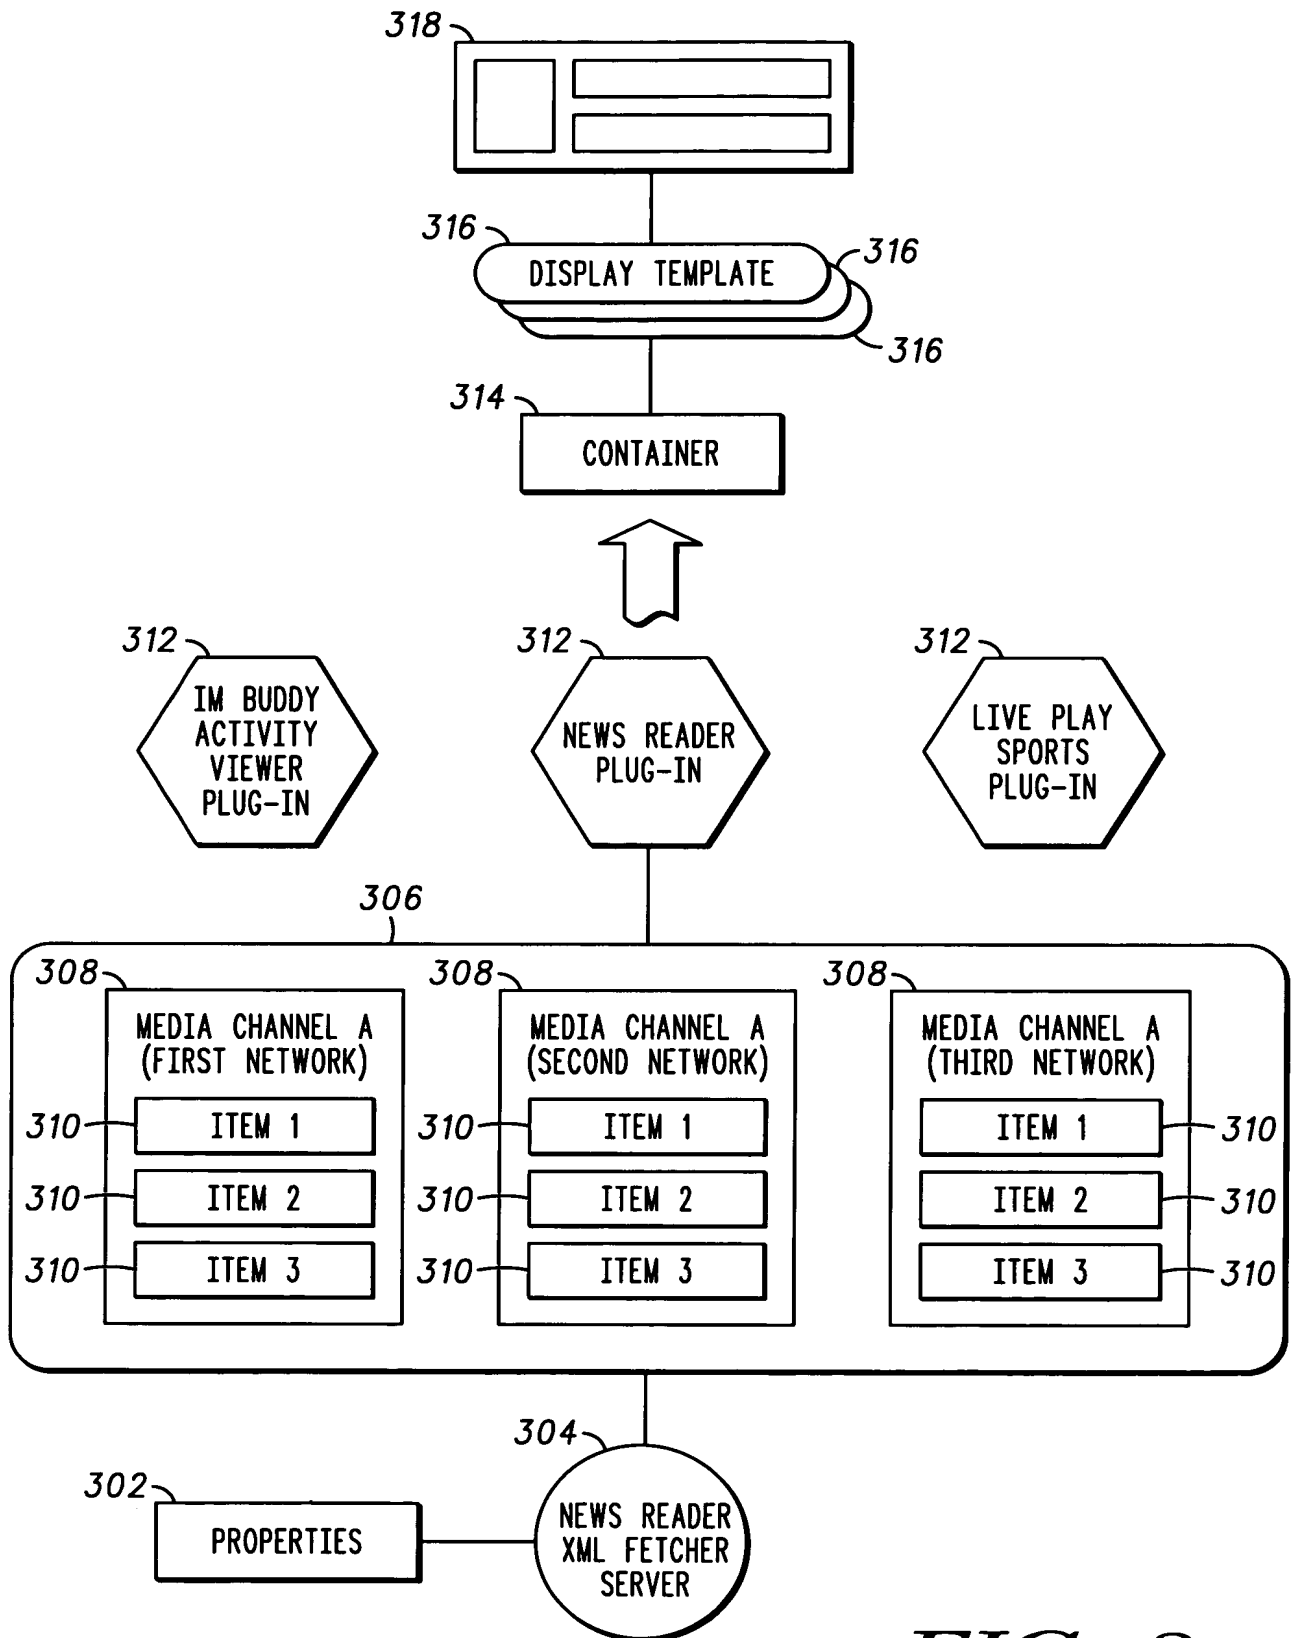 318
316
DISPLAY TEMPLATE
316
316
314
CONTAINER
312
312
312
IM BUDDY
ACTIVITY
VIEWER
PLUG-IN
NEWS READER
PLUG-IN
LIVE PLAY
SPORTS
PLUG-IN
306
308
308
308
MEDIA CHANNEL A
(FIRST NETWORK)
MEDIA CHANNEL A
(SECOND NETWORK)
MEDIA CHANNEL A
(THIRD NETWORK)
310
ITEM 1
310
ITEM 1
ITEM 1
310
310
ITEM 2
310
ITEM 2
ITEM 2
310
310
ITEM 3
310
ITEM 3
ITEM 3
310
304
302
PROPERTIES
NEWS READER
XML FETCHER
SERVER
FIG.